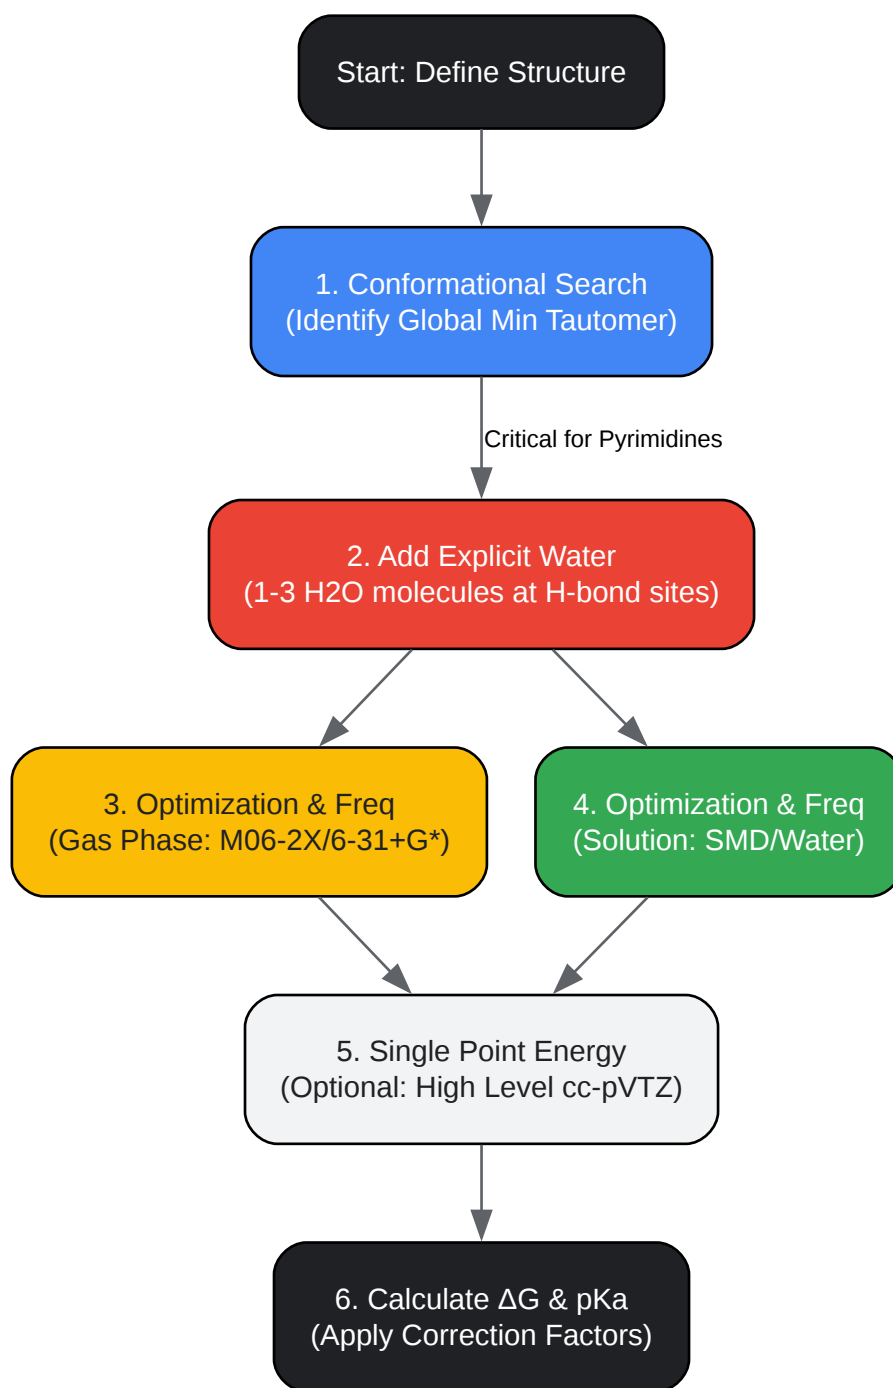 Start: Define Structure
1. Conformational Search
(Identify Global Min Tautomer)
Critical for Pyrimidines
2. Add Explicit Water
(1-3 H2O molecules at H-bond sites)
3. Optimization & Freq
(Gas Phase: M06-2X/6-31+G*)
4. Optimization & Freq
(Solution: SMD/Water)
5. Single Point Energy
(Optional: High Level cc-pVTZ)
6. Calculate ΔG & pKa
(Apply Correction Factors)